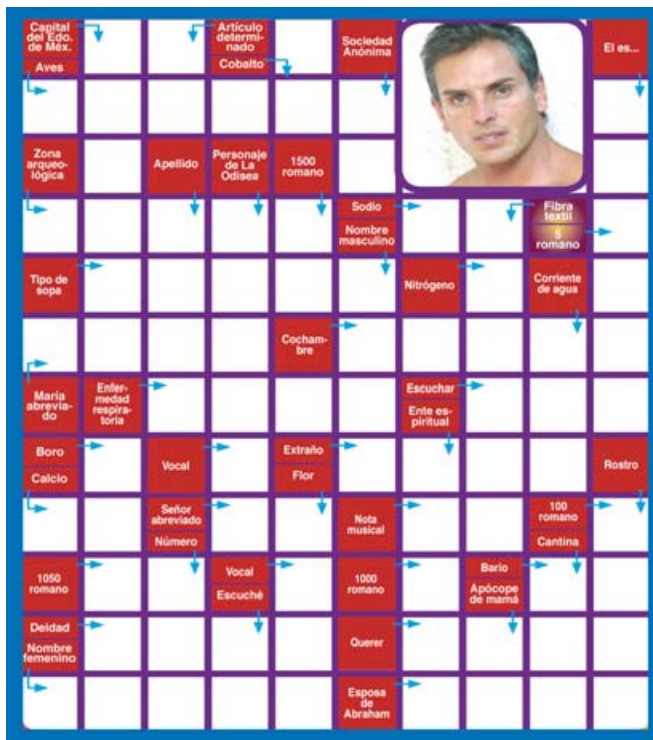 Capital
del Edo.
de Méx.
Artículo
determi-
nado
Sociedad
Anónima
El es...
Aves
Cobalto
Zona
arqueo-
lógica
Apellido
Personaje
de La
Odisea
1500
romano
Sodio
Nombre
masculino
Fibra
textil
5
romano
Tipo de
sopa
Nitrógeno
Corriente
de agua
Cocham-
bre
María
abrevia-
do
Enfer-
medad
respira-
toria
Escuchar
Ente es-
piritual
Boro
Calcio
Vocal
Extraño
Flor
Rostro
Señor
abreviado
Número
Nota
musical
100
romano
Cantina
1050
romano
Vocal
Escuché
1000
romano
Bario
Apócope
de mamá
Deidad
Nombre
femenino
Querer
Esposa
de
Abraham